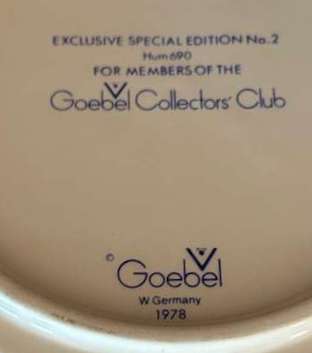 EXCLUSIVE SPECIAL EDITION No. 2
Hum 690
FOR MEMBERS OF THE
Goebel Collectors' Club
© Goebel
W. Germany
1978